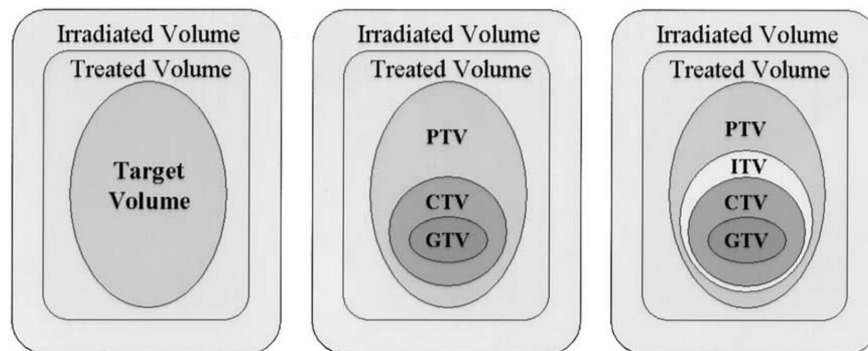 Irradiated Volume
Treated Volume
Target
Volume
Irradiated Volume
Treated Volume
PTV
CTV
GTV
Irradiated Volume
Treated Volume
PTV
ITV
CTV
GTV